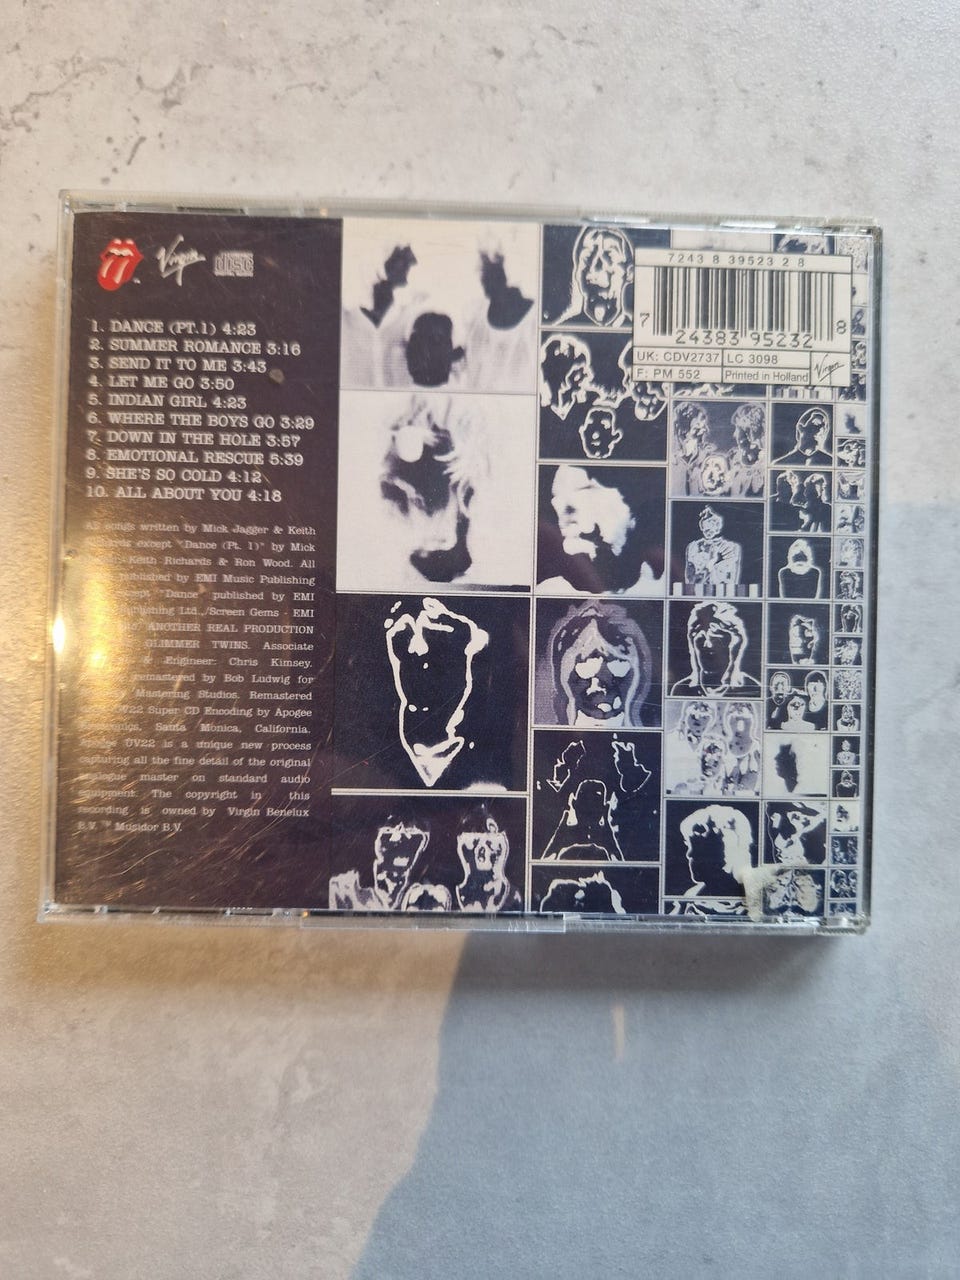 Virgin
disc
1. DANCE (PT.1) 4:23
2. SUMMER ROMANCE 3:16
3. SEND IT TO ME 3:43
4. LET ME GO 3:50
5. INDIAN GIRL 4:23
6. WHERE THE BOYS GO 3:29
7. DOWN IN THE HOLE 3:57
8. EMOTIONAL RESCUE 5:39
9. SHE'S SO COLD 4:12
10. ALL ABOUT YOU 4:18
All songs written by Mick Jagger & Keith
except "Dance (Pt. 1)" by Mick
Keith Richards & Ron Wood. All
published by EMI Music Publishing
except "Dance" published by EMI
Publishing Ltd./Screen Gems - EMI
ANOTHER REAL PRODUCTION
GLIMMER TWINS. Associate
& Engineer: Chris Kimsey.
remastered by Bob Ludwig for
Mastering Studios. Remastered
UV22 Super CD Encoding by Apogee
Santa Monica, California.
Apogee UV22 is a unique new process
capturing all the fine detail of the original
analogue master on standard audio
equipment. The copyright in this
recording is owned by Virgin Benelux
B.V. Musidor B.V.
7243 8 39523 2 8
7 24383 95232 8
UK: CDV2737 LC 3098
F: PM 552 Printed in Holland Virgin